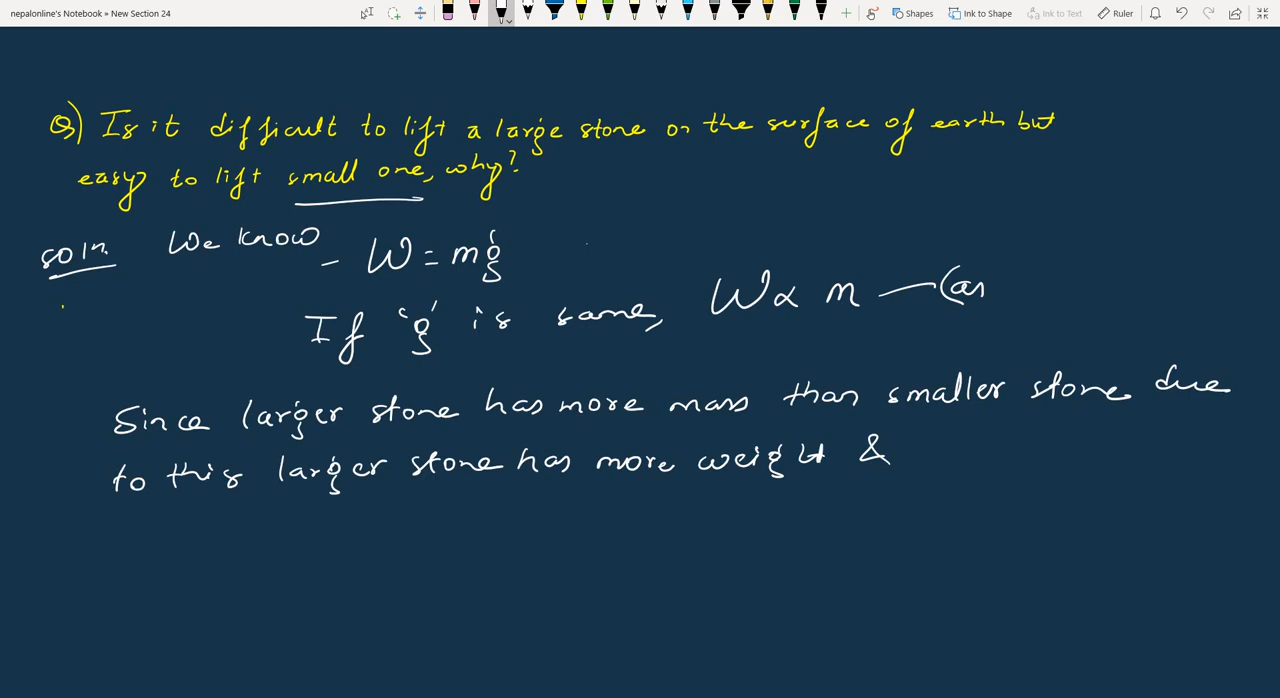 nepalonline's Notebook » New Section 24
Shapes Ink to Shape Ink to Text Ruler
Q) Is it difficult to lift a large stone on the surface of earth but
easy to lift small one, why?
soln. We know
- W = mg
If 'g' is same, W ∝ m —(a)
Since larger stone has more mass than smaller stone due
to this larger stone has more weight &